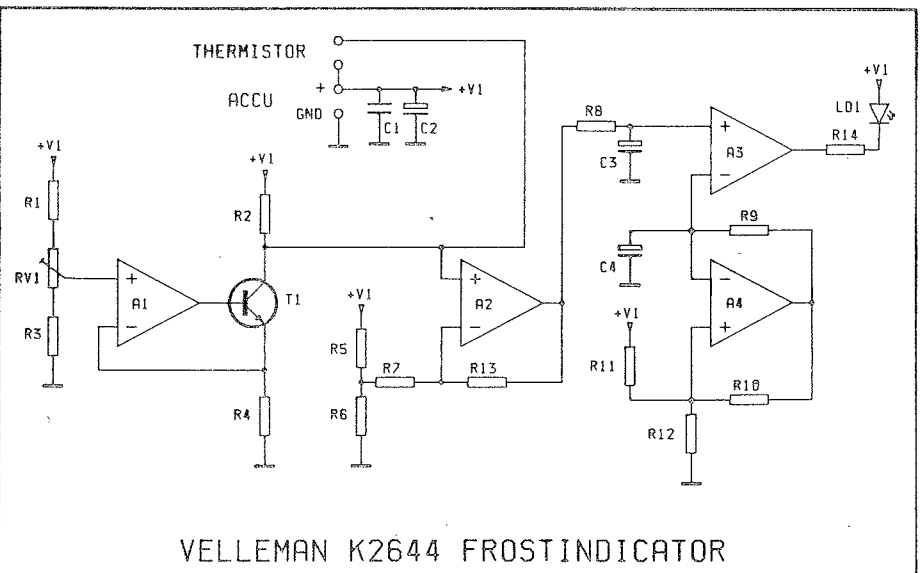 THERMISTOR
+
ACCU
GND
+V1
C1
C2
+V1
R1
RV1
R3
+
-
A1
+V1
R2
T1
R4
+V1
R5
R6
R7
+
-
A2
R13
R8
C3
+
-
A3
R14
LD1
+V1
R9
C4
-
+
A4
+V1
R11
R10
R12
VELLEMAN K2644 FROSTINDICATOR